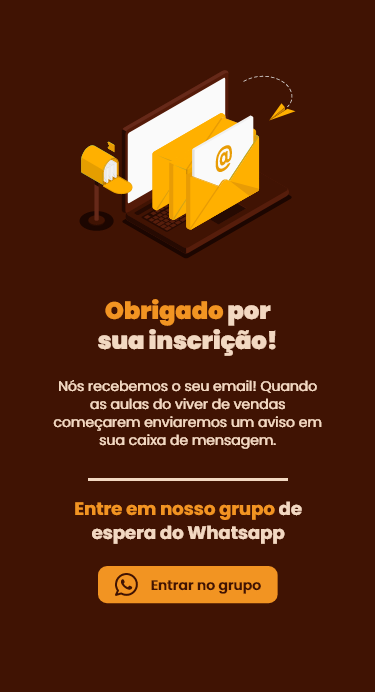 @
Obrigado por
sua inscrição!
Nós recebemos o seu email! Quando
as aulas do viver de vendas
começarem enviaremos um aviso em
sua caixa de mensagem.
Entre em nosso grupo de
espera do Whatsapp
Entrar no grupo